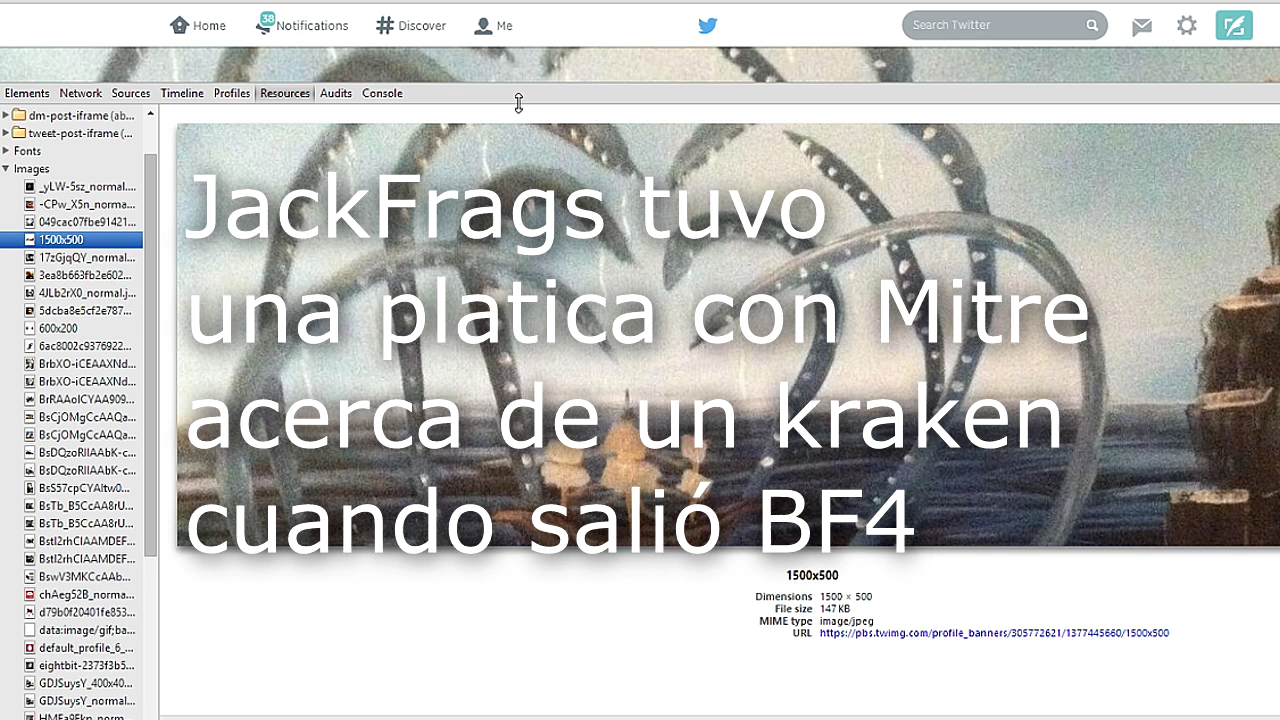 Home
38
Notifications
Discover
Me
Search Twitter
Elements Network Sources Timeline Profiles Resources Audits Console
dm-post-iframe (ab...
tweet-post-iframe (...
Fonts
Images
_yLW-5sz_normal....
-CPw_X5n_norma...
049cac07fbe91421...
1500x500
17zGjqQY_normal...
3ea8b663fb2e602...
4JLb2rX0_normal.j...
5dcba8e5cf2e787...
600x200
6ac8002c9376922...
BrbXO-iCEAAXNd...
BrbXO-iCEAAXNd...
BrRAAoICYAA909...
BsCjOMgCcAAQa...
BsCjOMgCcAAQa...
BsDQzoRIIAAbK-c...
BsDQzoRIIAAbK-c...
BsS57cpCYAItw0...
BsTb_B5CcAA8rU...
BsTb_B5CcAA8rU...
BstI2rhCIAAMDEF...
BstI2rhCIAAMDEF...
BswV3MKCcAAb...
chAeg52B_norma...
d79b0f20401fe853...
data:image/gif;ba...
default_profile_6_...
eightbit-2373f3b5...
GDJSuysY_400x40...
GDJSuysY_normal...
JackFrags tuvo
una platica con Mitre
acerca de un kraken
cuando salió BF4
1500x500
Dimensions 1500 × 500
File size 147 KB
MIME type image/jpeg
URL https://pbs.twimg.com/profile_banners/305772621/1377445660/1500x500